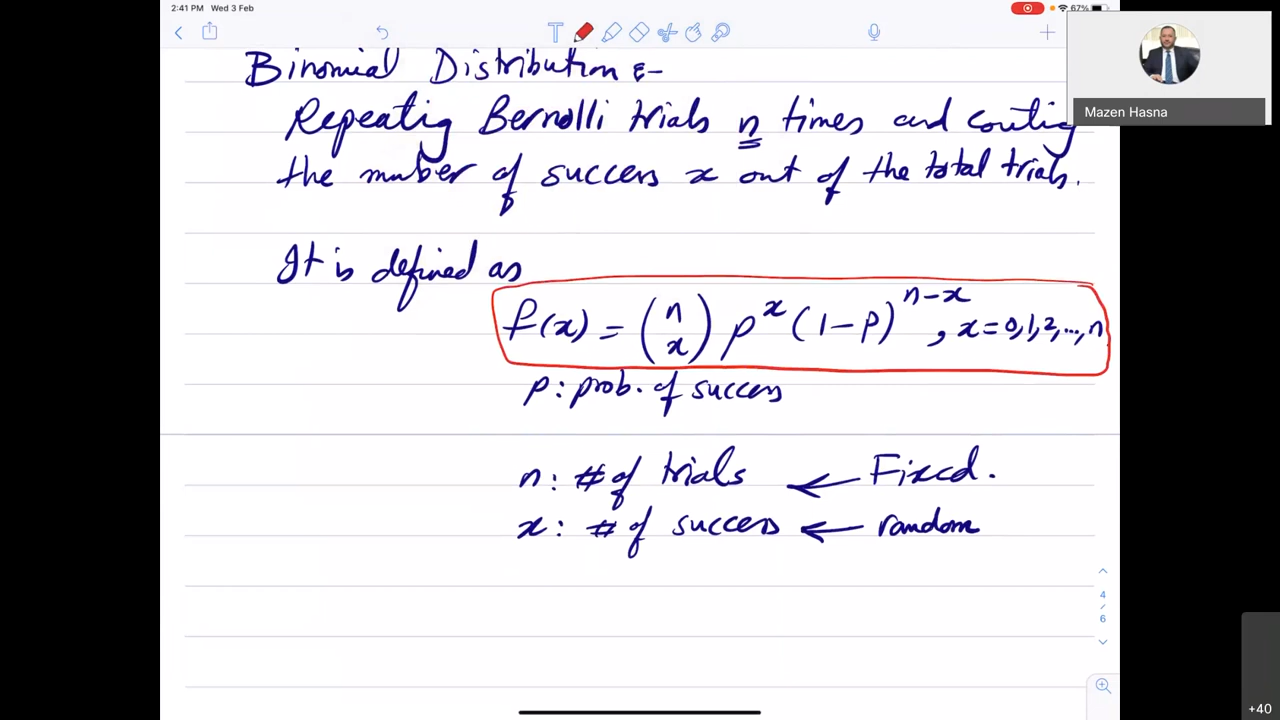 2:41 PM Wed 3 Feb
67%
Mazen Hasna
Binomial Distribution :-
Repeating Bernolli trials n times and couting
the number of success x out of the total trials.
It is defined as
f(x) = (n x) p^x (1-p)^{n-x}, x=0,1,2,...,n
p: prob. of success
n: # of trials ← Fixed.
x: # of success ← random
4
/
6
+40